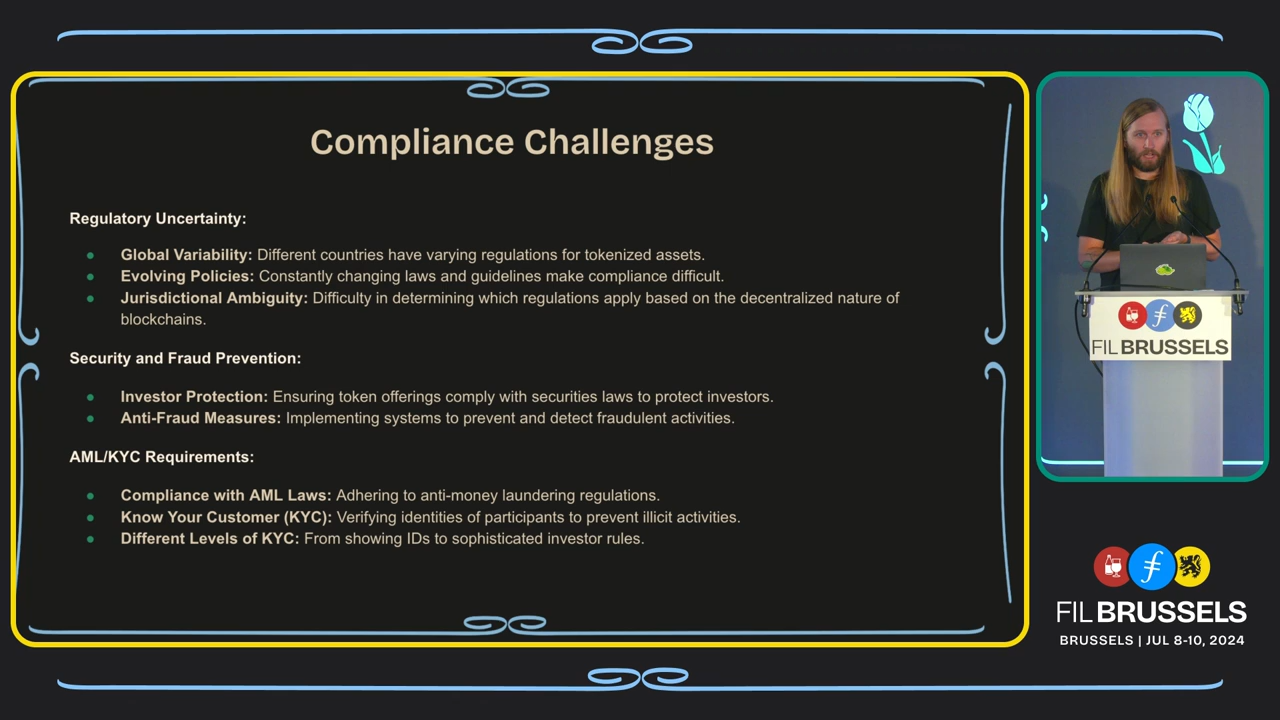 Compliance Challenges
Regulatory Uncertainty:
● Global Variability: Different countries have varying regulations for tokenized assets.
● Evolving Policies: Constantly changing laws and guidelines make compliance difficult.
● Jurisdictional Ambiguity: Difficulty in determining which regulations apply based on the decentralized nature of
blockchains.
Security and Fraud Prevention:
● Investor Protection: Ensuring token offerings comply with securities laws to protect investors.
● Anti-Fraud Measures: Implementing systems to prevent and detect fraudulent activities.
AML/KYC Requirements:
● Compliance with AML Laws: Adhering to anti-money laundering regulations.
● Know Your Customer (KYC): Verifying identities of participants to prevent illicit activities.
● Different Levels of KYC: From showing IDs to sophisticated investor rules.
FIL BRUSSELS
FIL BRUSSELS
BRUSSELS | JUL 8-10, 2024